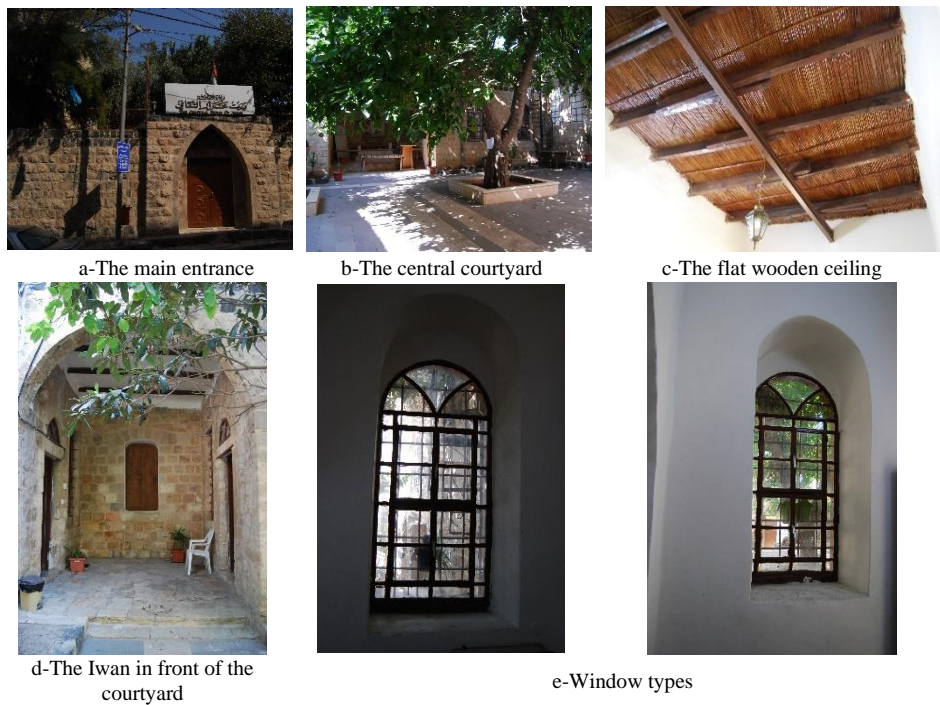 a-The main entrance
b-The central courtyard
c-The flat wooden ceiling
d-The Iwan in front of the
courtyard
e-Window types